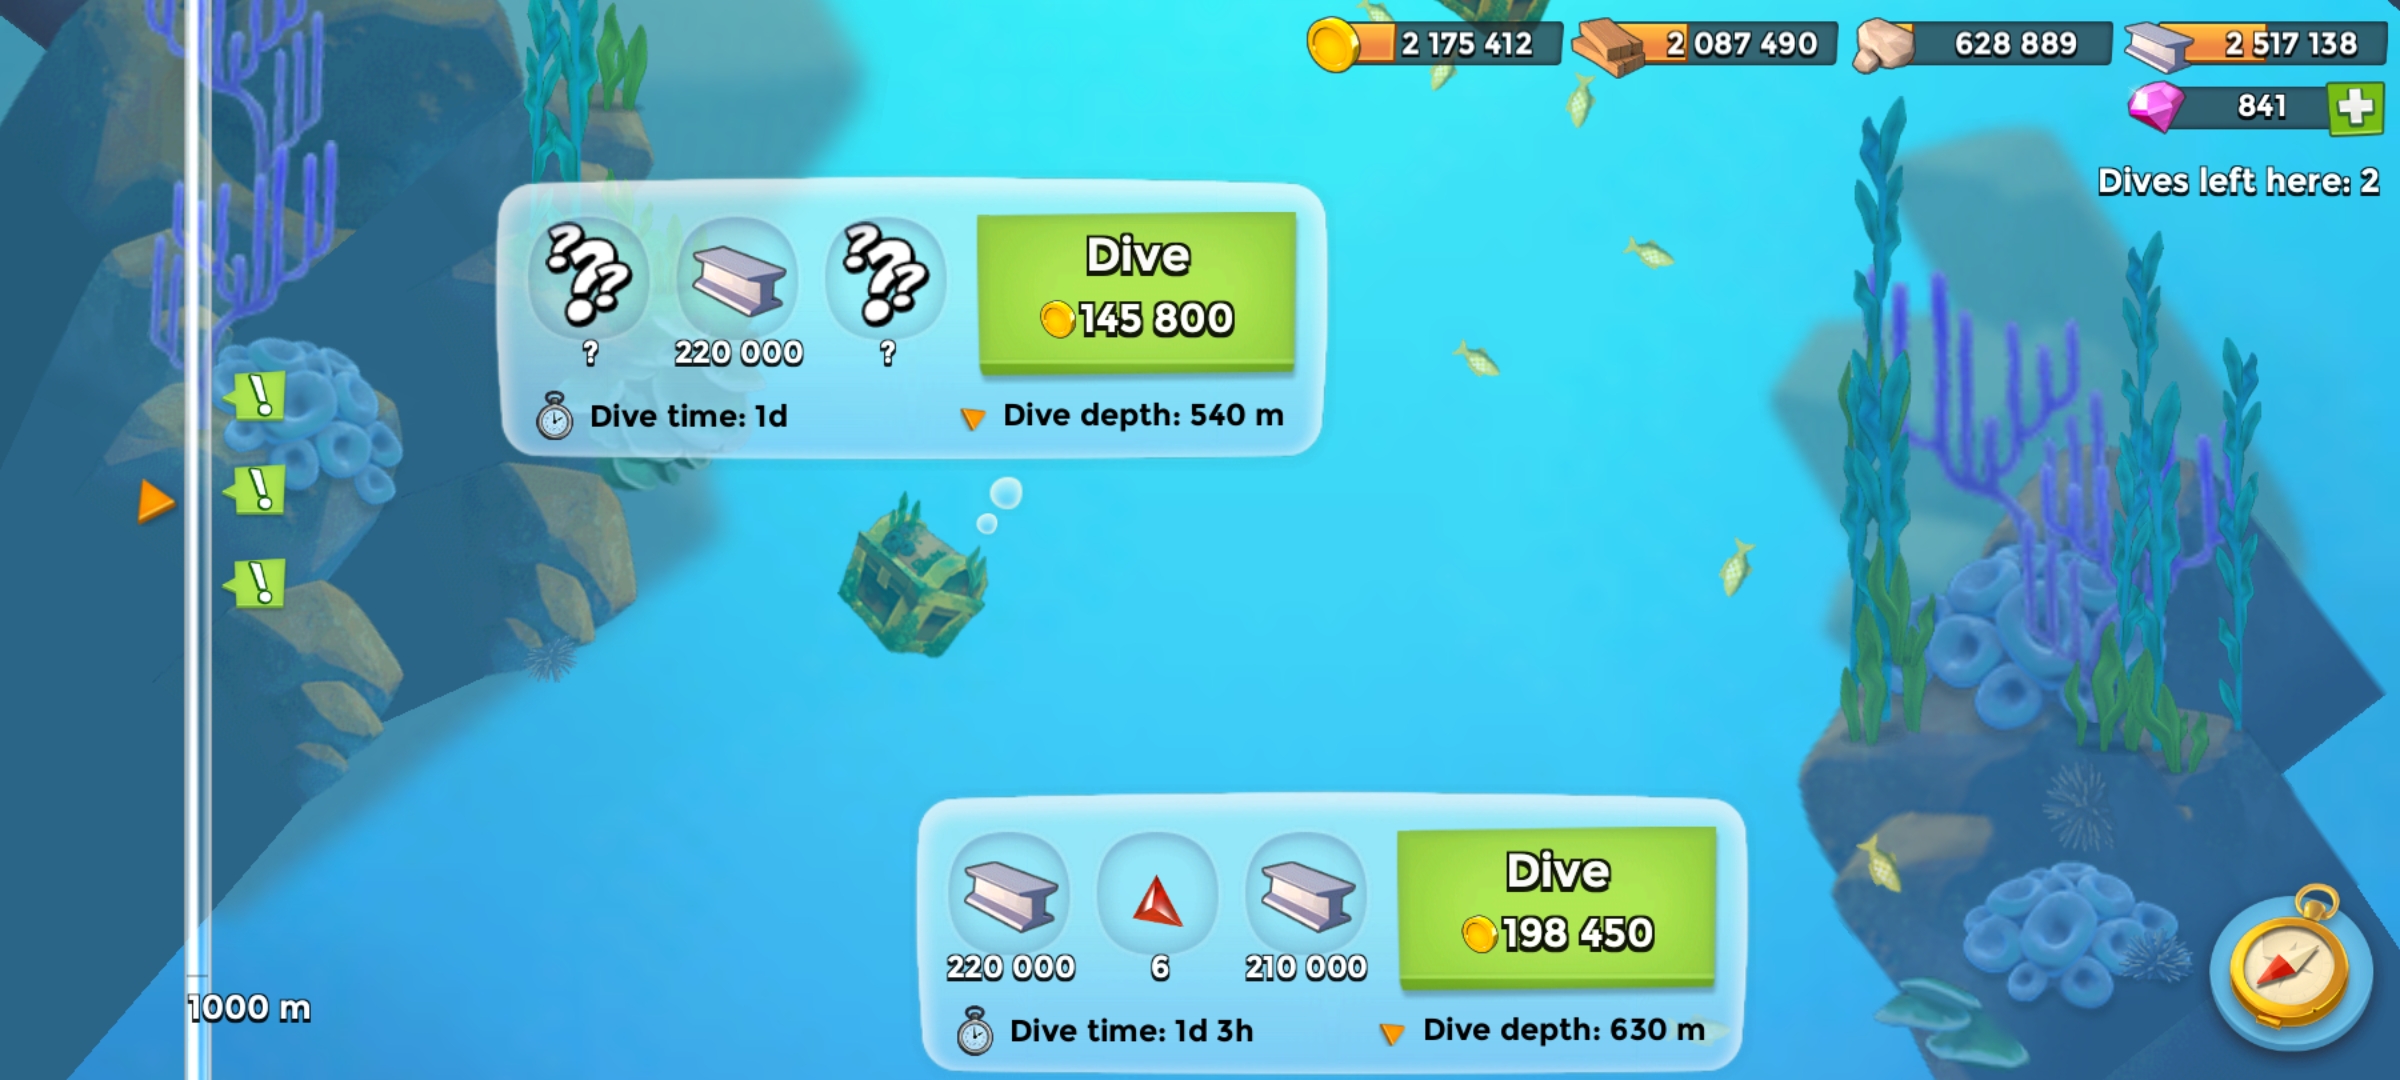 2 175 412
2 087 490
628 889
2 517 138
841
Dives left here: 2
???
???
Dive
145 800
?
220 000
?
Dive time: 1d
Dive depth: 540 m
!
!
!
Dive
198 450
220 000
6
210 000
Dive time: 1d 3h
Dive depth: 630 m
1000 m